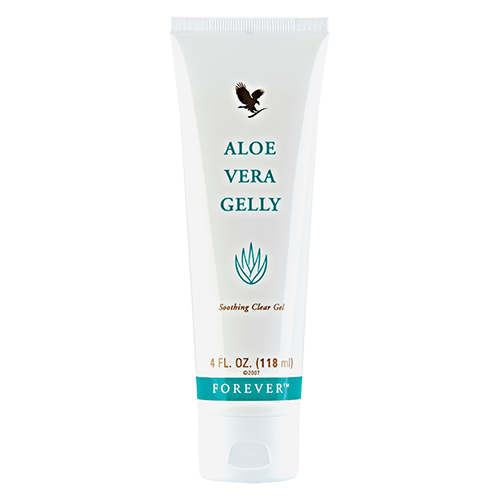 ALOE
VERA
GELLY
Soothing Clear Gel
4 FL. OZ. (118 ml)
©2007
FOREVER™